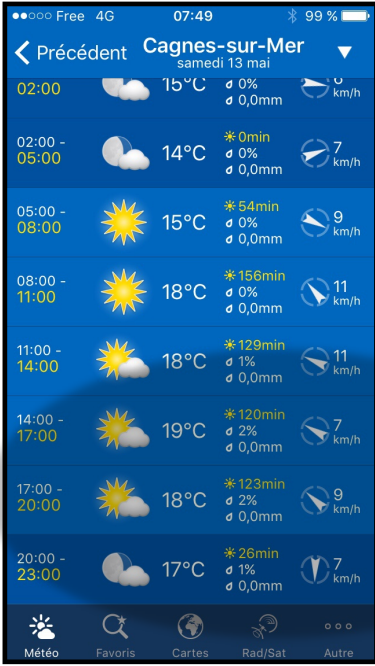 Free 4G 07:49 99 %
Précédent Cagnes-sur-Mer
samedi 13 mai
02:00 15°C 0% 0,0mm km/h
02:00 - 05:00 14°C 0min 0% 0,0mm 7 km/h
05:00 - 08:00 15°C 54min 0% 0,0mm 9 km/h
08:00 - 11:00 18°C 156min 0% 0,0mm 11 km/h
11:00 - 14:00 18°C 129min 1% 0,0mm 11 km/h
14:00 - 17:00 19°C 120min 2% 0,0mm 7 km/h
17:00 - 20:00 18°C 123min 2% 0,0mm 9 km/h
20:00 - 23:00 17°C 26min 1% 0,0mm 7 km/h
Météo Favoris Cartes Rad/Sat Autre